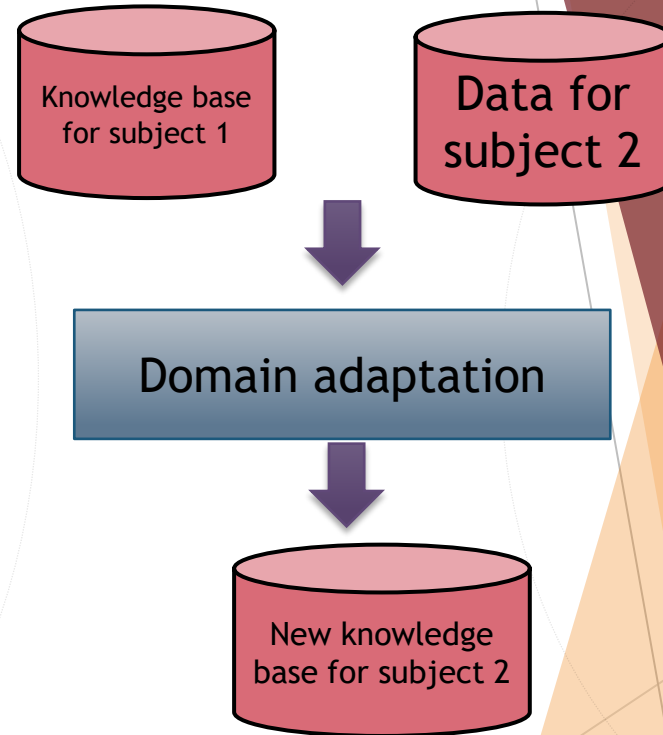 Knowledge base
for subject 1
Data for
subject 2
Domain adaptation
New knowledge
base for subject 2